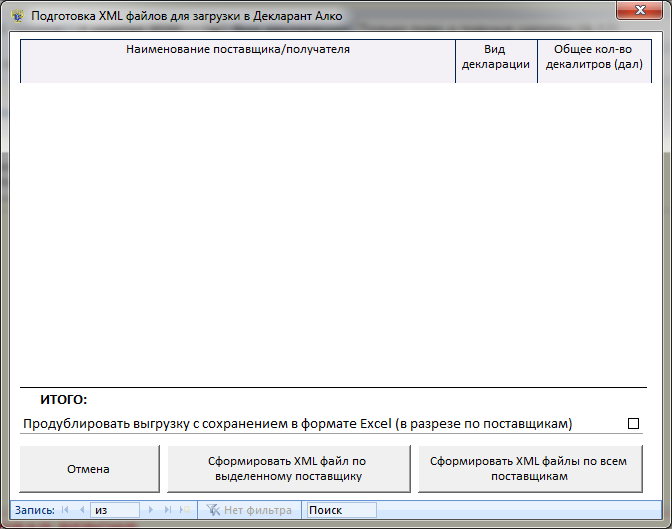 Подготовка XML файлов для загрузки в Декларант Алко
Наименование поставщика/получателя
Вид
декларации
Общее кол-во
декалитров (дал)
ИТОГО:
Продублировать выгрузку с сохранением в формате Excel (в разрезе по поставщикам)
Отмена
Сформировать XML файл по
выделенному поставщику
Сформировать XML файлы по всем
поставщикам
Запись: из Нет фильтра Поиск